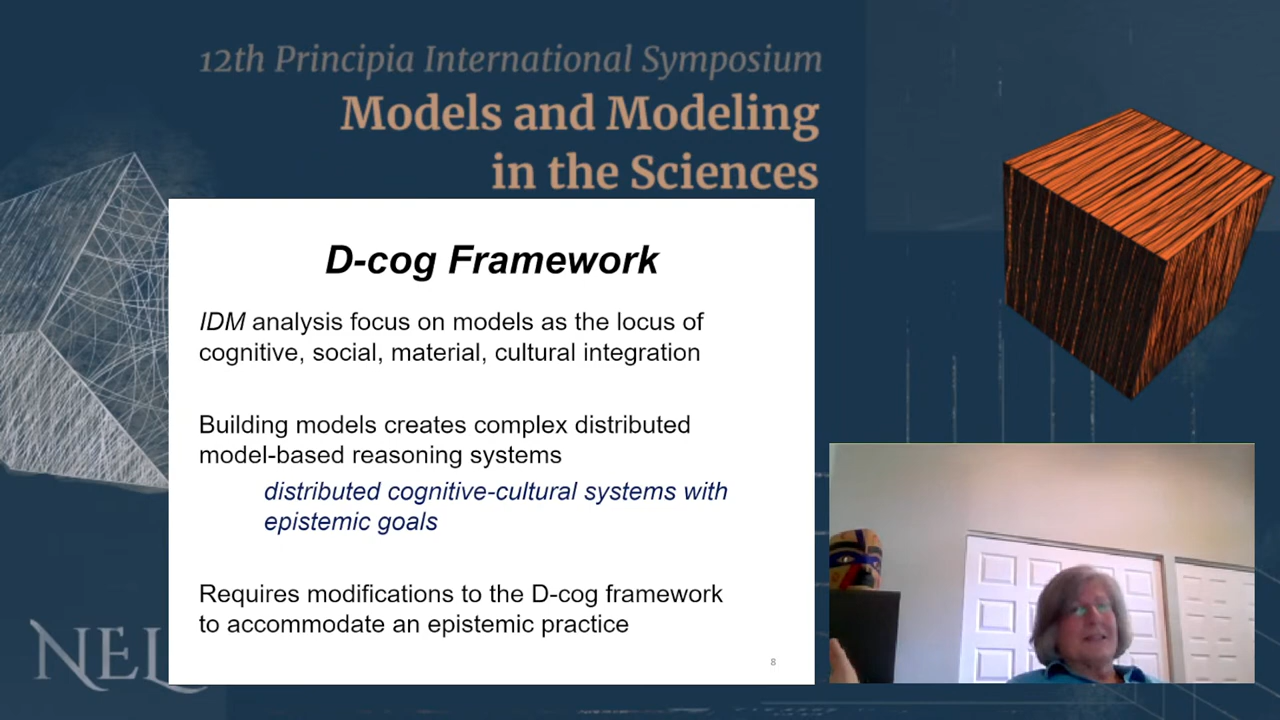 12th Principia International Symposium
Models and Modeling
in the Sciences
D-cog Framework
IDM analysis focus on models as the locus of
cognitive, social, material, cultural integration
Building models creates complex distributed
model-based reasoning systems
distributed cognitive-cultural systems with
epistemic goals
Requires modifications to the D-cog framework
to accommodate an epistemic practice
8
NEL